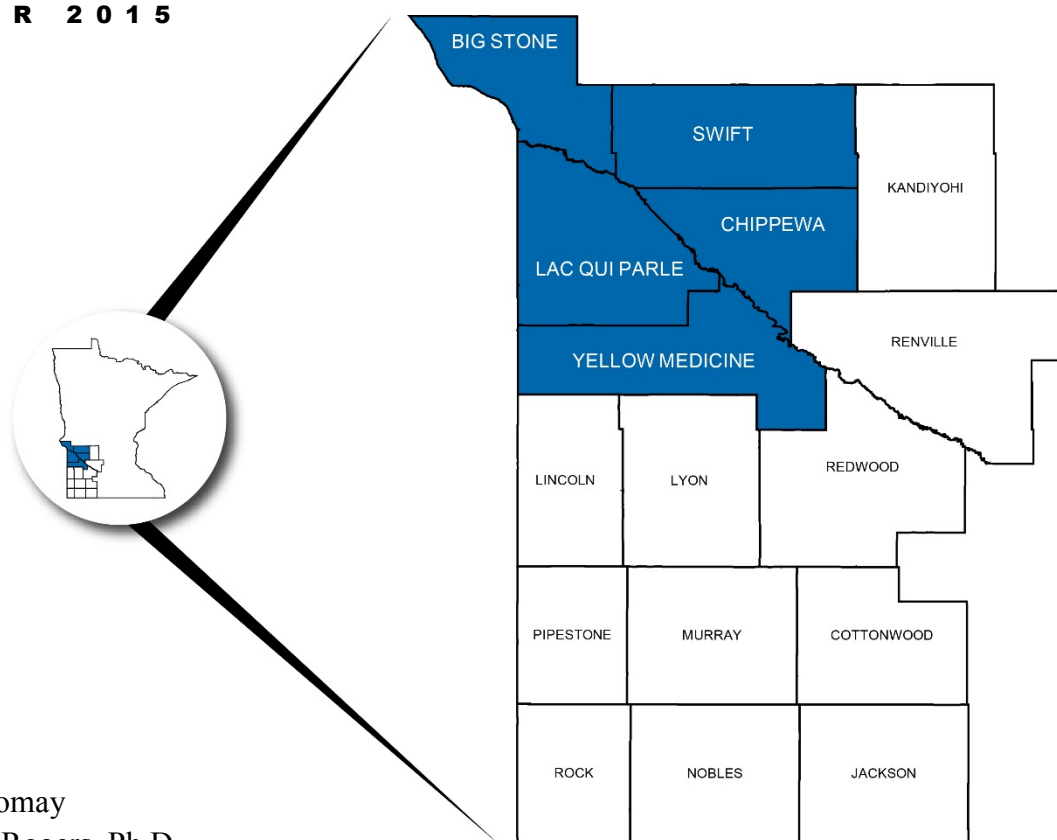 R 2015
BIG STONE
SWIFT
KANDIYOHI
CHIPPEWA
LAC QUI PARLE
RENVILLE
YELLOW MEDICINE
REDWOOD
LINCOLN
LYON
PIPESTONE
MURRAY
COTTONWOOD
ROCK
NOBLES
JACKSON
omay